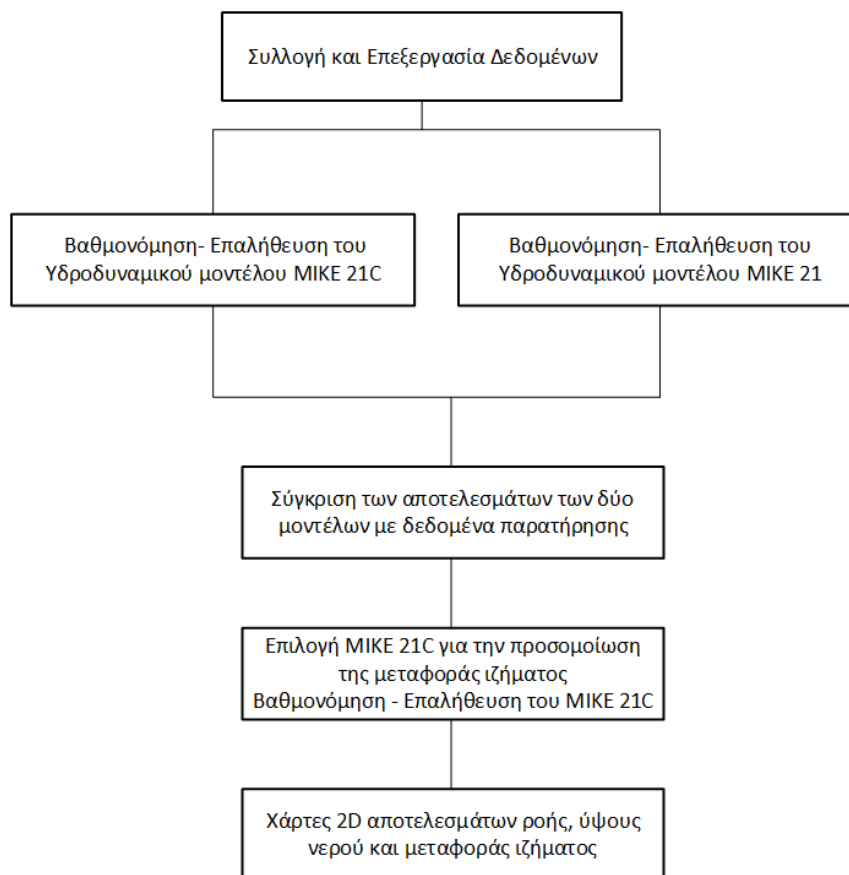 Συλλογή και Επεξεργασία Δεδομένων
Βαθμονόμηση- Επαλήθευση του
Υδροδυναμικού μοντέλου MIKE 21C
Βαθμονόμηση- Επαλήθευση του
Υδροδυναμικού μοντέλου MIKE 21
Σύγκριση των αποτελεσμάτων των δύο
μοντέλων με δεδομένα παρατήρησης
Επιλογή MIKE 21C για την προσομοίωση
της μεταφοράς ιζήματος
Βαθμονόμηση - Επαλήθευση του MIKE 21C
Χάρτες 2D αποτελεσμάτων ροής, ύψους
νερού και μεταφοράς ιζήματος